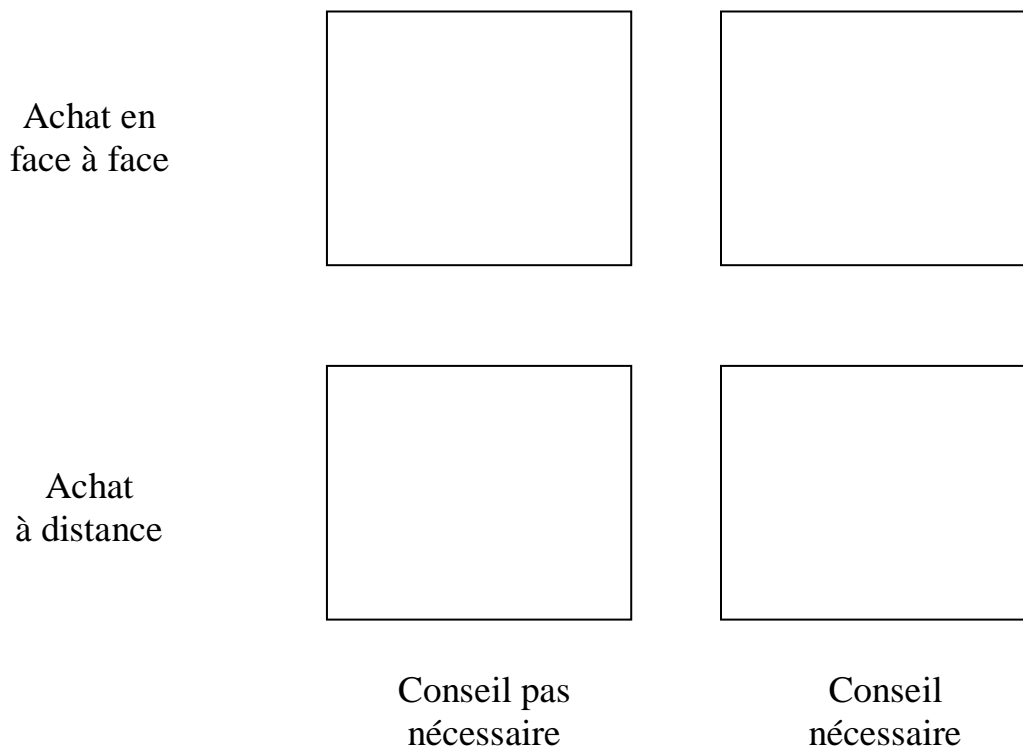 Achat en
face à face
Achat
à distance
Conseil pas
nécessaire
Conseil
nécessaire